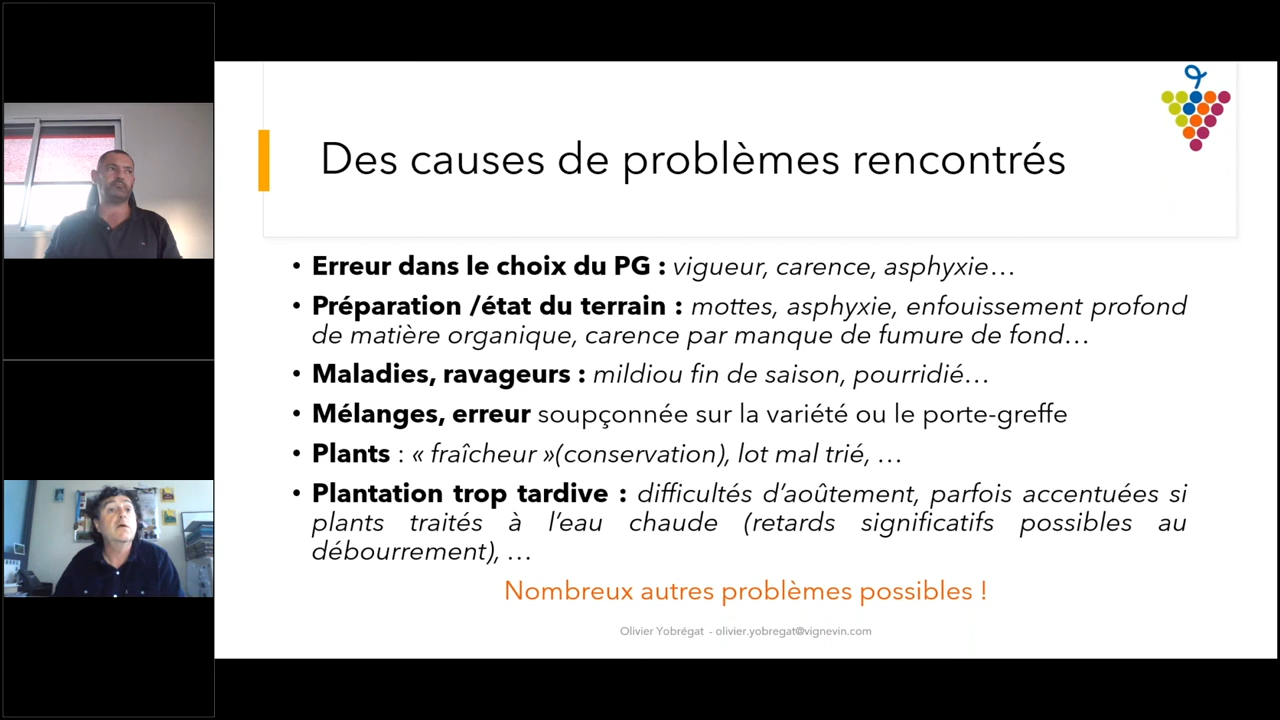 Des causes de problèmes rencontrés
• Erreur dans le choix du PG : vigueur, carence, asphyxie…
• Préparation /état du terrain : mottes, asphyxie, enfouissement profond
de matière organique, carence par manque de fumure de fond…
• Maladies, ravageurs : mildiou fin de saison, pourridié…
• Mélanges, erreur soupçonnée sur la variété ou le porte-greffe
• Plants : « fraîcheur »(conservation), lot mal trié, …
• Plantation trop tardive : difficultés d’aoûtement, parfois accentuées si
plants traités à l’eau chaude (retards significatifs possibles au
débourrement), …
Nombreux autres problèmes possibles !
Olivier Yobrégat - olivier.yobregat@vignevin.com